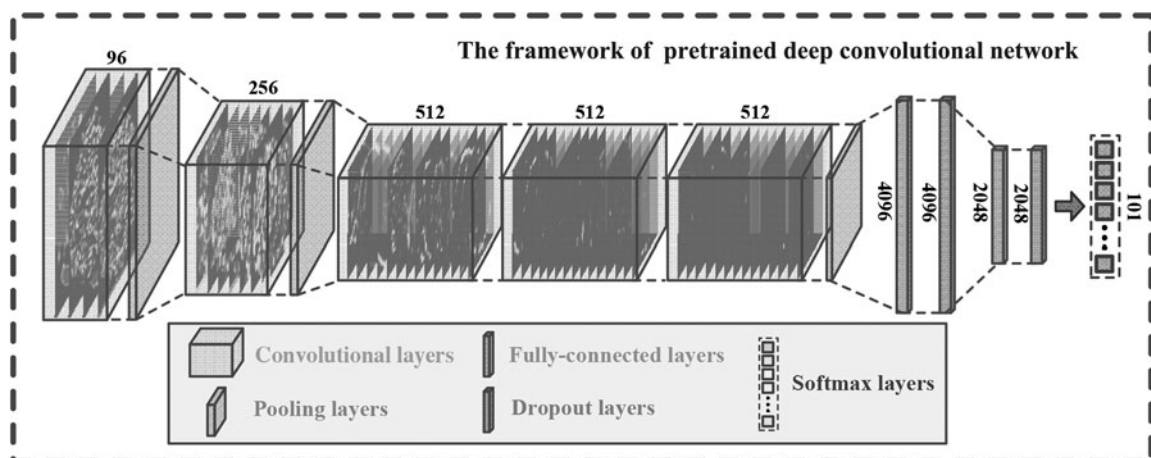 The framework of pretrained deep convolutional network
96
256
512
512
512
4096
4096
2048
2048
101
Convolutional layers
Fully-connected layers
Softmax layers
Pooling layers
Dropout layers